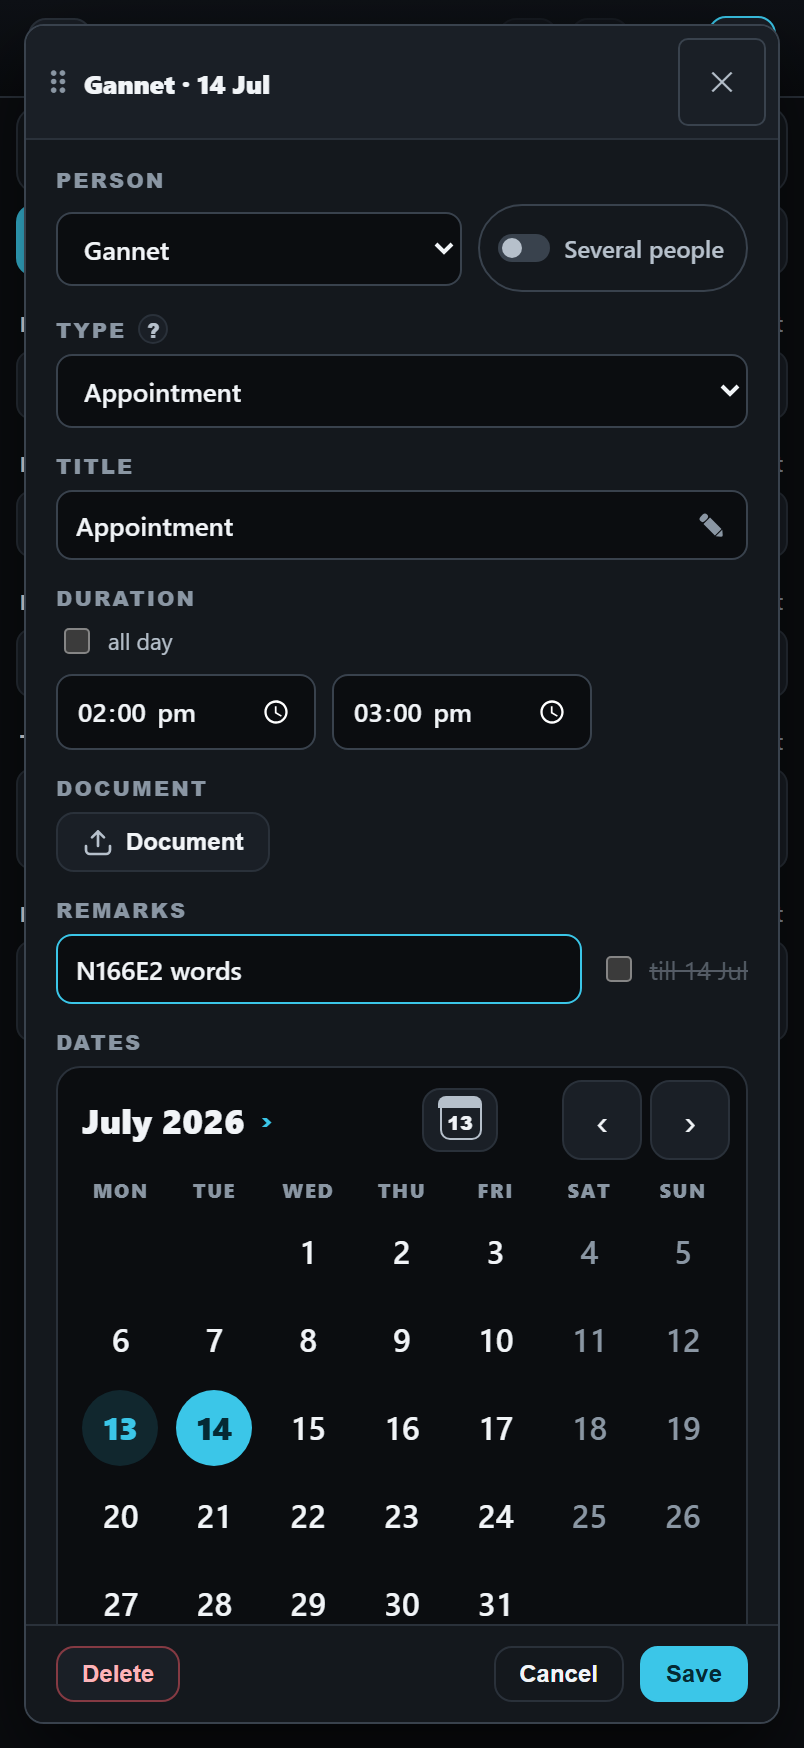 Gannet · 14 Jul
PERSON
Gannet
Several people
TYPE ?
Appointment
TITLE
Appointment
DURATION
all day
02:00 pm 03:00 pm
DOCUMENT
Document
REMARKS
N166E2 words till 14 Jul
DATES
July 2026 › 13 ‹ ›
MON TUE WED THU FRI SAT SUN
1 2 3 4 5
6 7 8 9 10 11 12
13 14 15 16 17 18 19
20 21 22 23 24 25 26
27 28 29 30 31
Delete Cancel Save